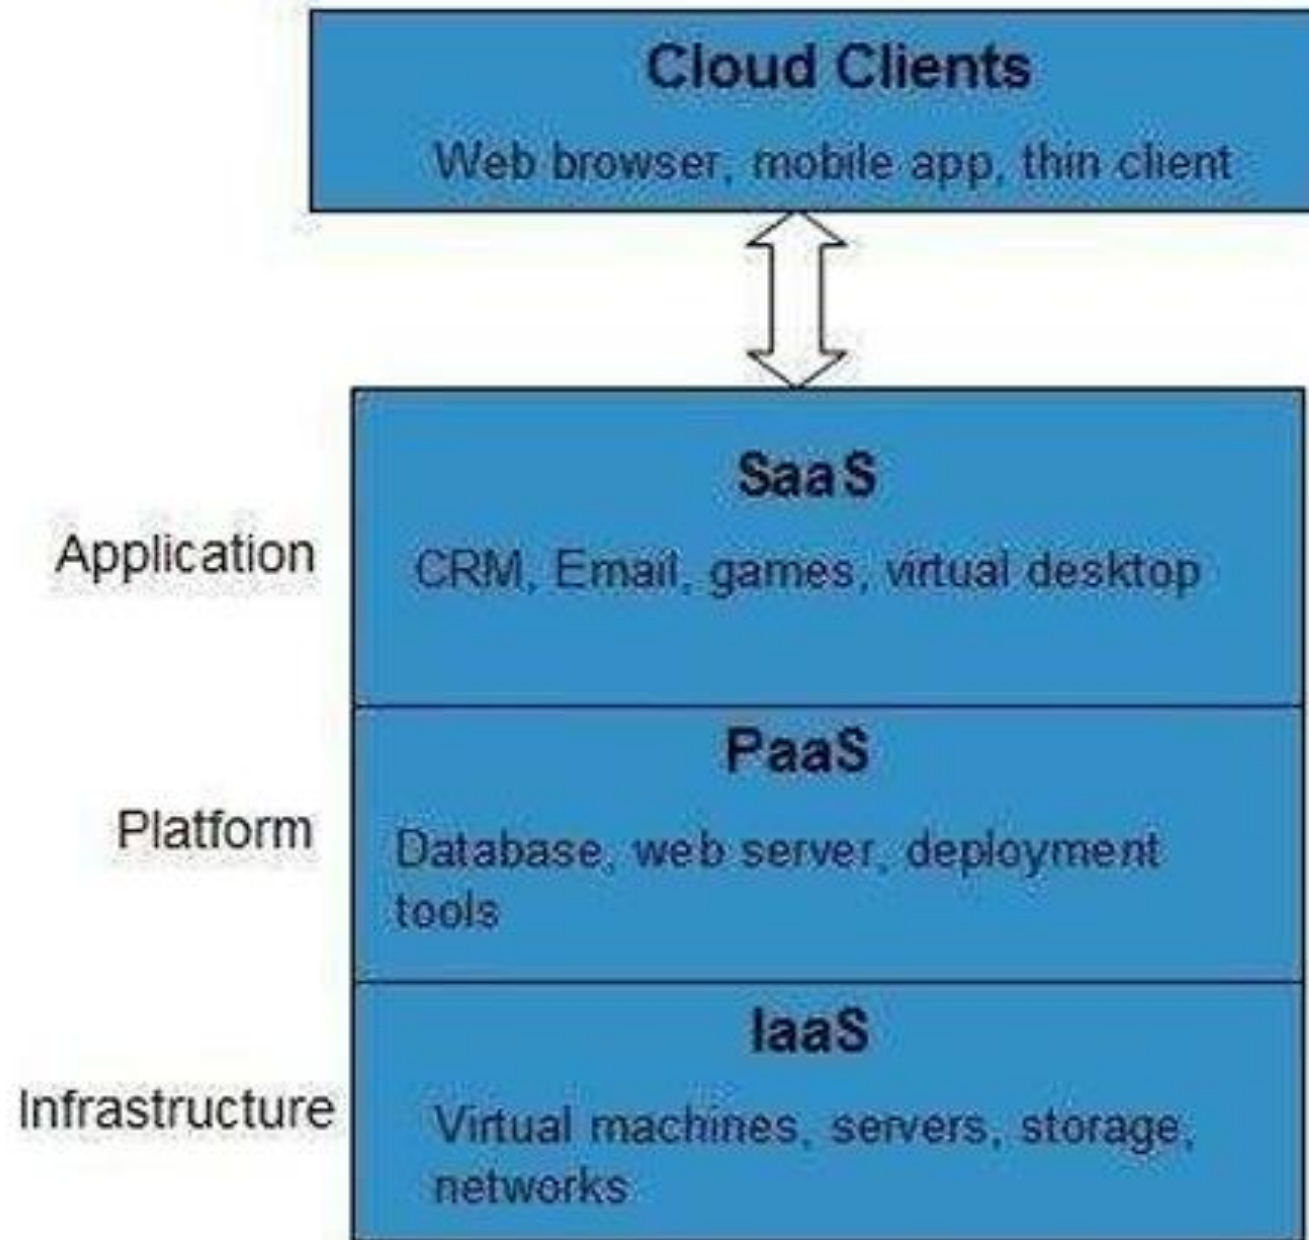 Cloud Clients
Web browser, mobile app, thin client
SaaS
Application
CRM, Email, games, virtual desktop
PaaS
Platform
Database, web server, deployment
tools
IaaS
Infrastructure
Virtual machines, servers, storage,
networks